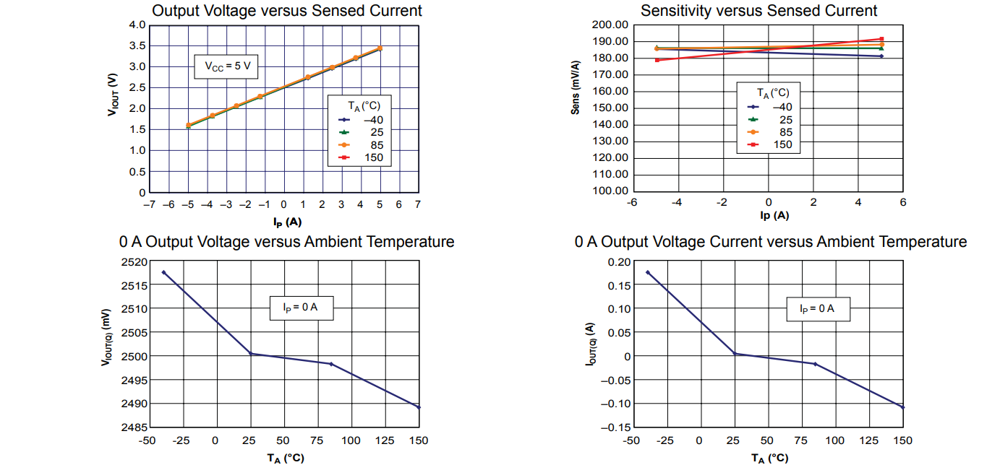 Output Voltage versus Sensed Current
4.0
3.5
3.0
2.5
2.0
1.5
1.0
0.5
0
VIOUT (V)
VCC = 5 V
TA (°C)
–40
25
85
150
–7 –6 –5 –4 –3 –2 –1 0 1 2 3 4 5 6 7
IP (A)
Sensitivity versus Sensed Current
200.00
190.00
180.00
170.00
160.00
150.00
140.00
130.00
120.00
110.00
100.00
Sens (mV/A)
TA (°C)
–40
25
85
150
-6 -4 -2 0 2 4 6
Ip (A)
0 A Output Voltage versus Ambient Temperature
2520
2515
2510
2505
2500
2495
2490
2485
VIOUT(Q) (mV)
IP = 0 A
-50 -25 0 25 50 75 100 125 150
TA (°C)
0 A Output Voltage Current versus Ambient Temperature
0.20
0.15
0.10
0.05
0
–0.05
–0.10
–0.15
IOUT(Q) (A)
IP = 0 A
-50 -25 0 25 50 75 100 125 150
TA (°C)